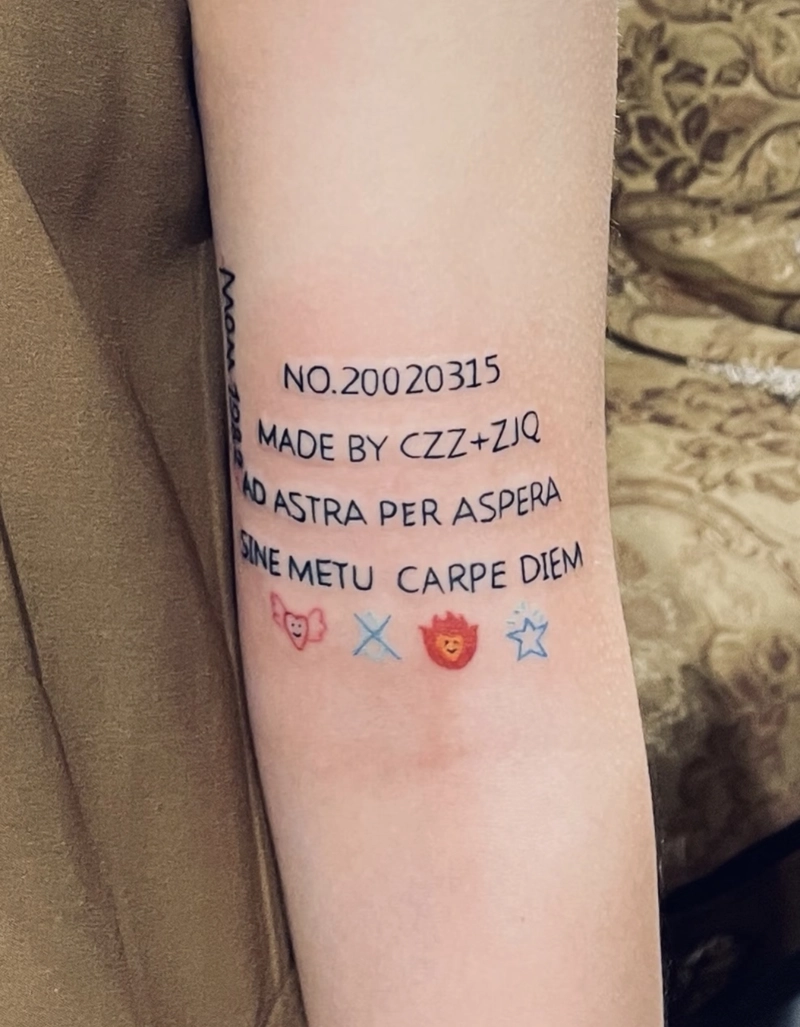 NO.20020315
MADE BY CZZ+ZJQ
AD ASTRA PER ASPERA
SINE METU CARPE DIEM